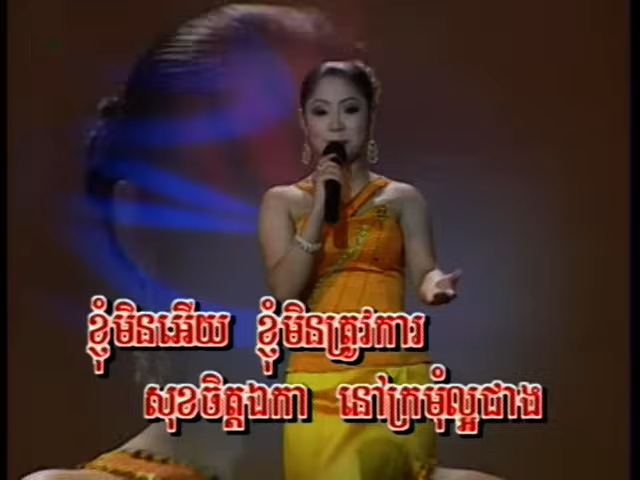 ខ្ញុំមិនអើយ ខ្ញុំមិនត្រូវការ
សុខចិត្តឯកា នៅក្រមុំល្អជាង